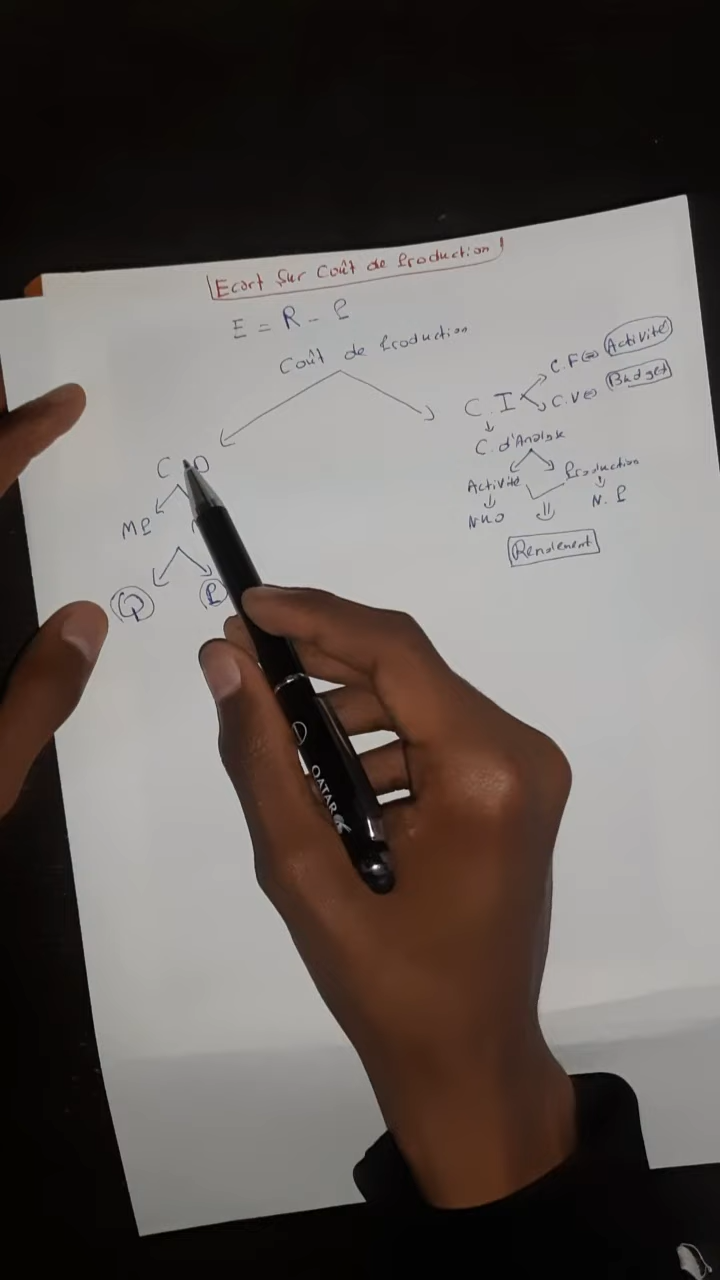 Ecart Sur Coût de Production !
E = R - P
Coût de Production
C.D
MP
Q
P
C.I
C.F => Activité
C.V => Budget
C. d'Analyse
Activité
Production
NHO
N.P
Rendement
QATAR